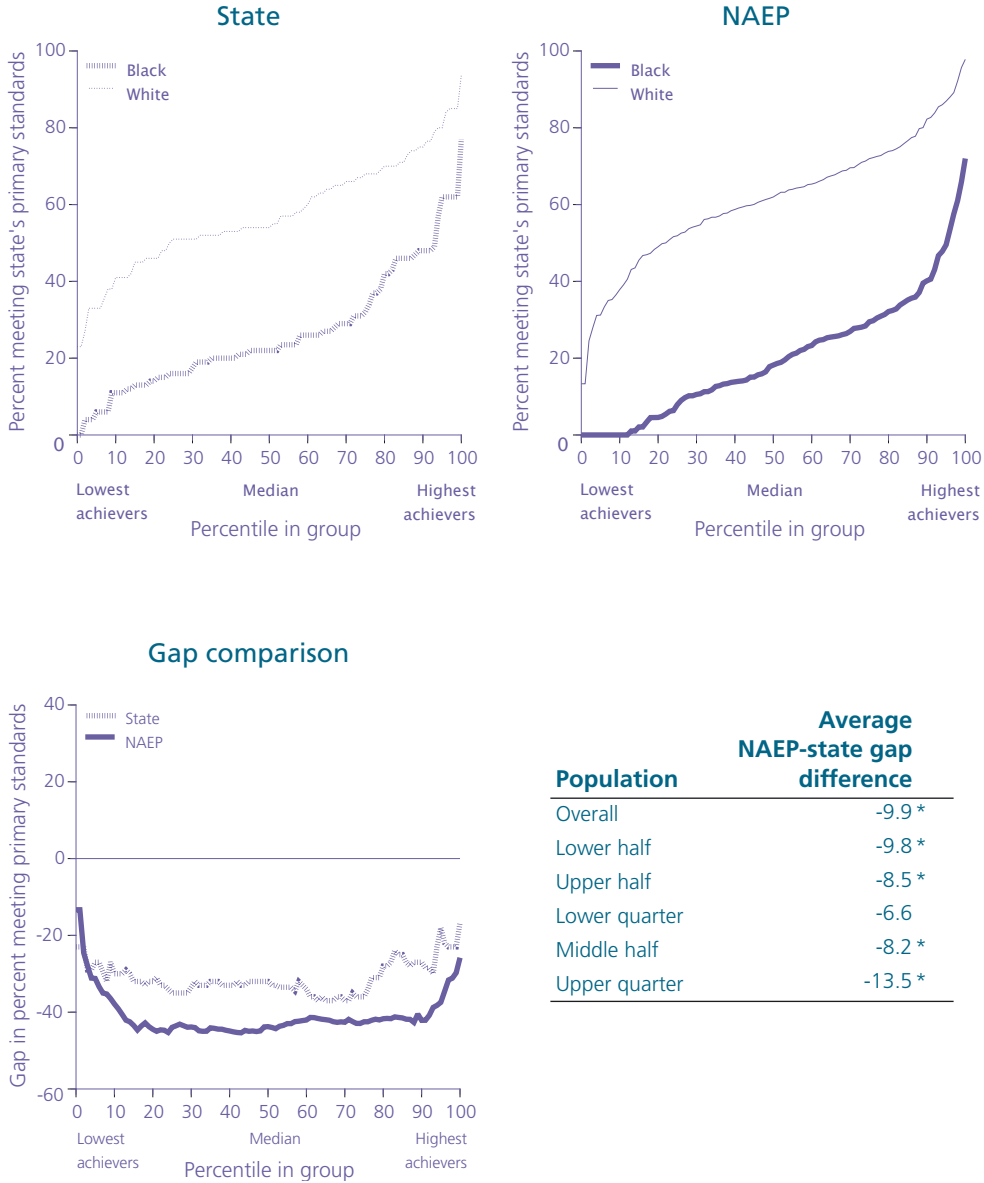 State
Percent meeting state's primary standards
100
80
60
40
20
0
Black
White
0 10 20 30 40 50 60 70 80 90 100
Lowest achievers
Median
Highest achievers
Percentile in group
NAEP
Percent meeting state's primary standards
100
80
60
40
20
0
Black
White
0 10 20 30 40 50 60 70 80 90 100
Lowest achievers
Median
Highest achievers
Percentile in group
Gap comparison
Gap in percent meeting primary standards
40
20
0
-20
-40
-60
State
NAEP
0 10 20 30 40 50 60 70 80 90 100
Lowest achievers
Median
Highest achievers
Percentile in group
Average
NAEP-state gap
Population difference
Overall -9.9 *
Lower half -9.8 *
Upper half -8.5 *
Lower quarter -6.6
Middle half -8.2 *
Upper quarter -13.5 *